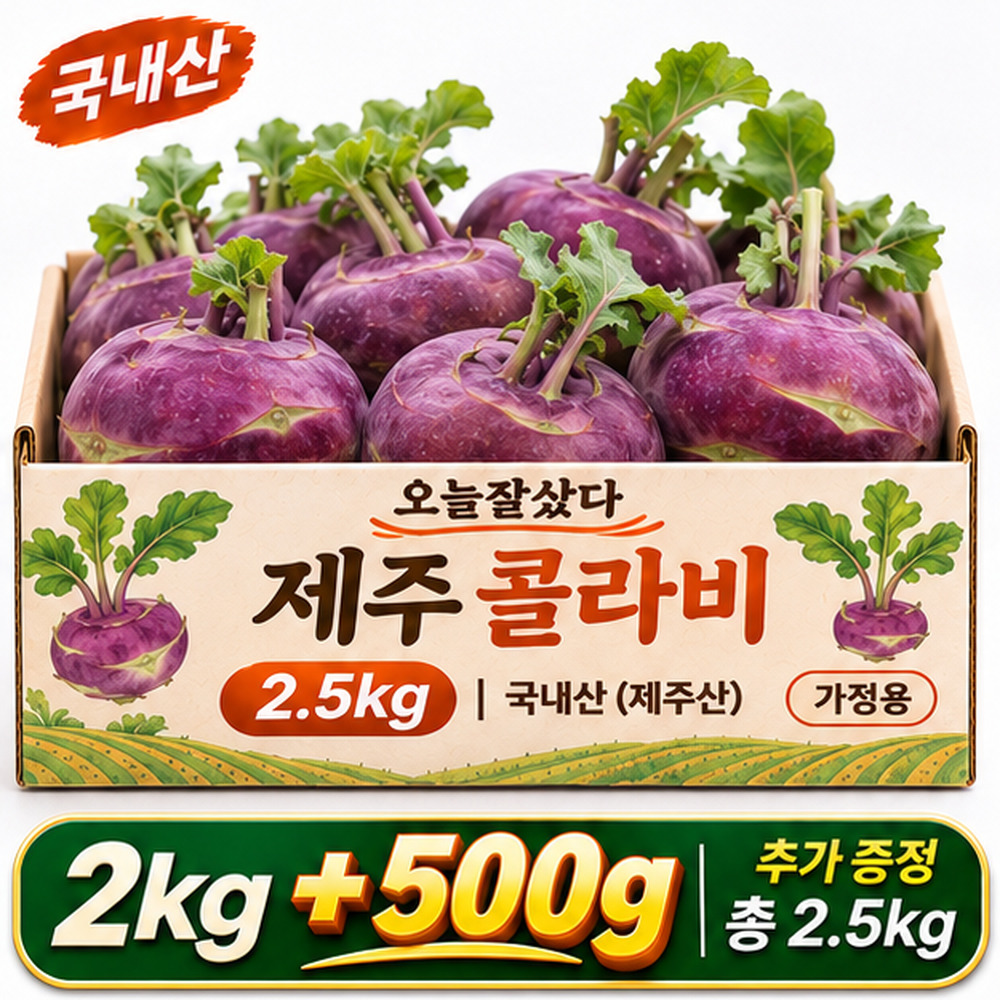 국내산
오늘잘샀다
제주 콜라비
2.5kg | 국내산 (제주산) 가정용
2kg +500g
추가 증정
총 2.5kg